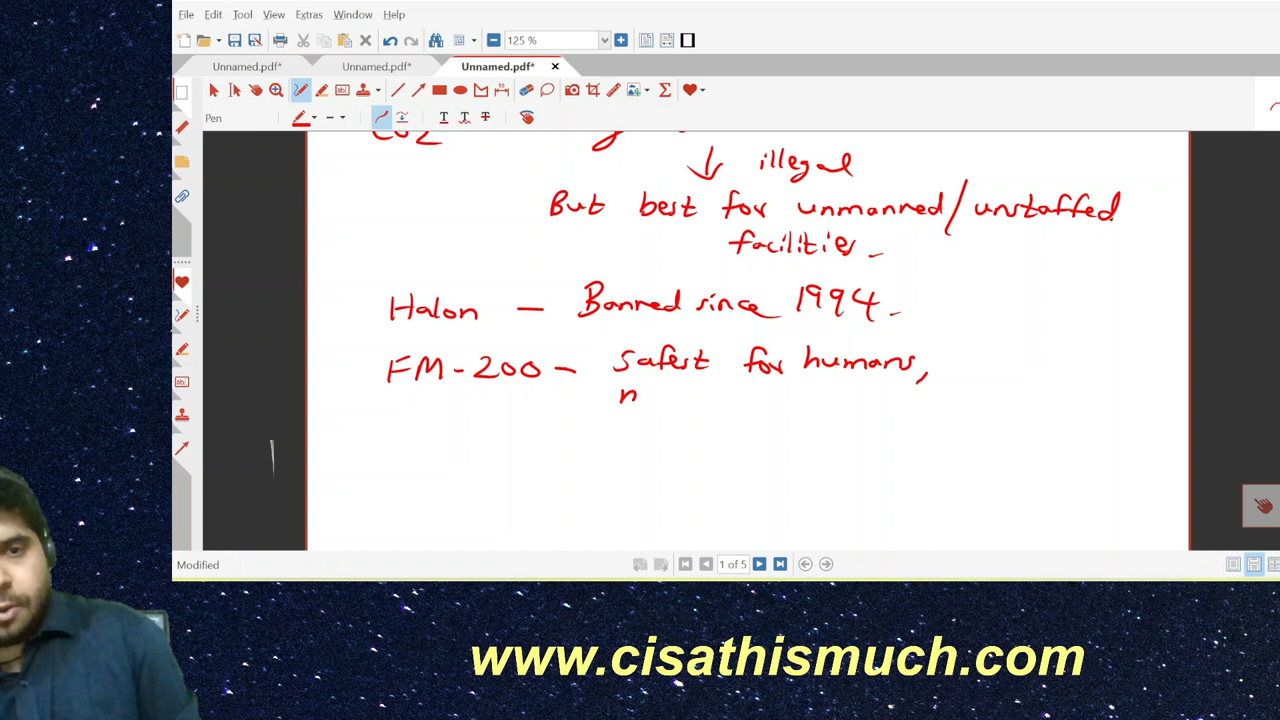 File Edit Tool View Extras Window Help
125 %
Unnamed.pdf* Unnamed.pdf* Unnamed.pdf*
Pen
CO2
illegal
But best for unmanned/unstaffed
facilities.
Halon - Banned since 1994.
FM-200 - Safest for humans,
n
Modified
1 of 5
www.cisathismuch.com